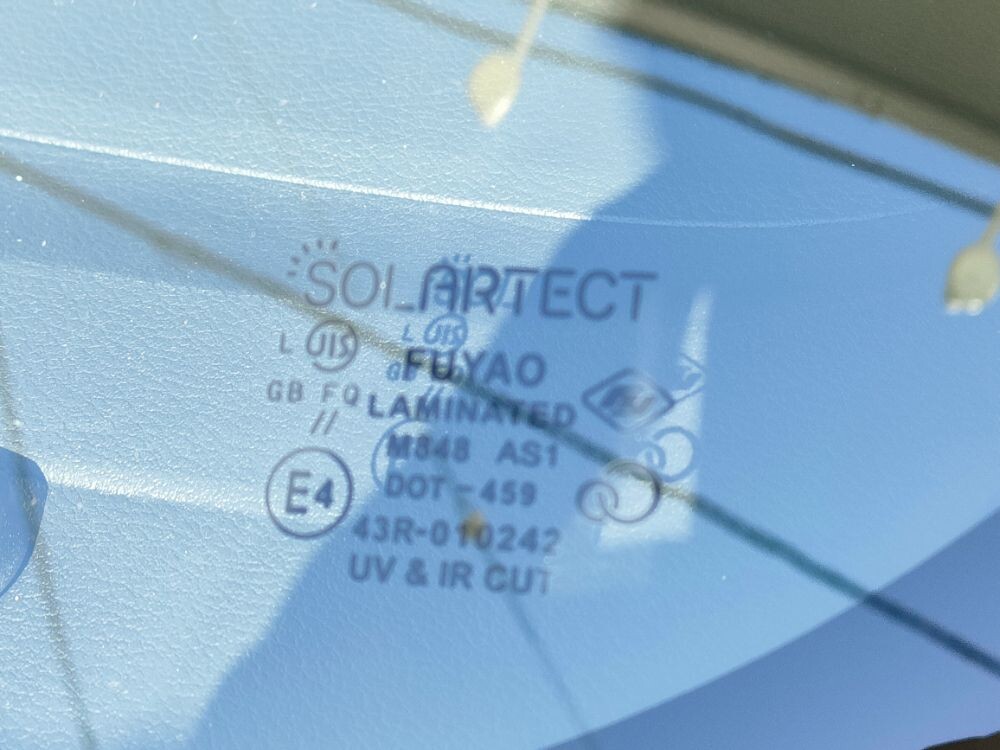 SOLARTECT
L JIS FUYAO
GB FQ LAMINATED
// M848 AS1
E4 DOT-459
43R-010242
UV & IR CUT